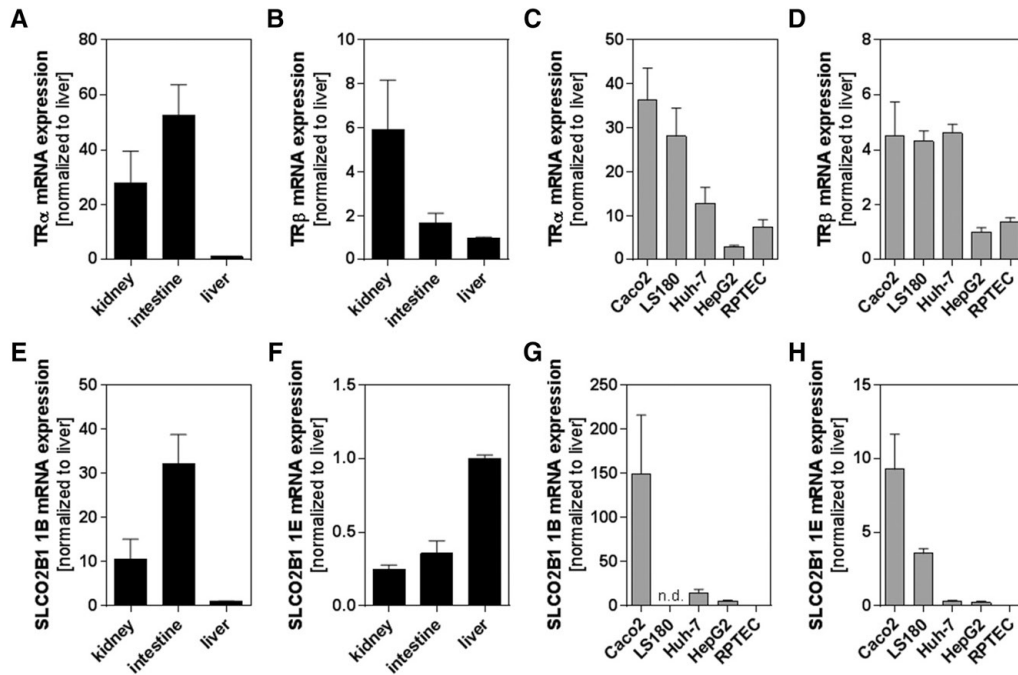 A
TRα mRNA expression
[normalized to liver]
80
60
40
20
0
kidney
intestine
liver
B
TRβ mRNA expression
[normalized to liver]
10
8
6
4
2
0
kidney
intestine
liver
C
TRα mRNA expression
[normalized to liver]
50
40
30
20
10
0
Caco2
LS180
Huh-7
HepG2
RPTEC
D
TRβ mRNA expression
[normalized to liver]
8
6
4
2
0
Caco2
LS180
Huh-7
HepG2
RPTEC
E
SLCO2B1 1B mRNA expression
[normalized to liver]
50
40
30
20
10
0
kidney
intestine
liver
F
SLCO2B1 1E mRNA expression
[normalized to liver]
1.5
1.0
0.5
0.0
kidney
intestine
liver
G
SLCO2B1 1B mRNA expression
[normalized to liver]
250
200
150
100
50
0
n.d.
Caco2
LS180
Huh-7
HepG2
RPTEC
H
SLCO2B1 1E mRNA expression
[normalized to liver]
15
10
5
0
Caco2
LS180
Huh-7
HepG2
RPTEC